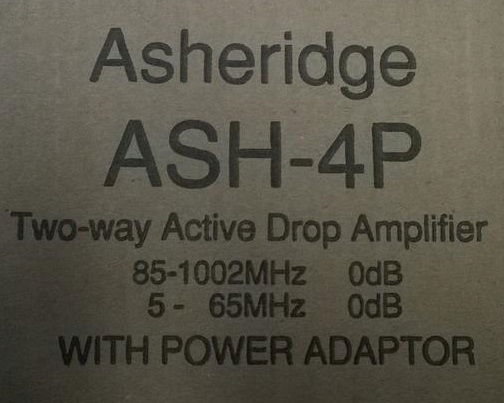 Asheridge
ASH-4P
Two-way Active Drop Amplifier
85-1002MHz 0dB
5 - 65MHz 0dB
WITH POWER ADAPTOR